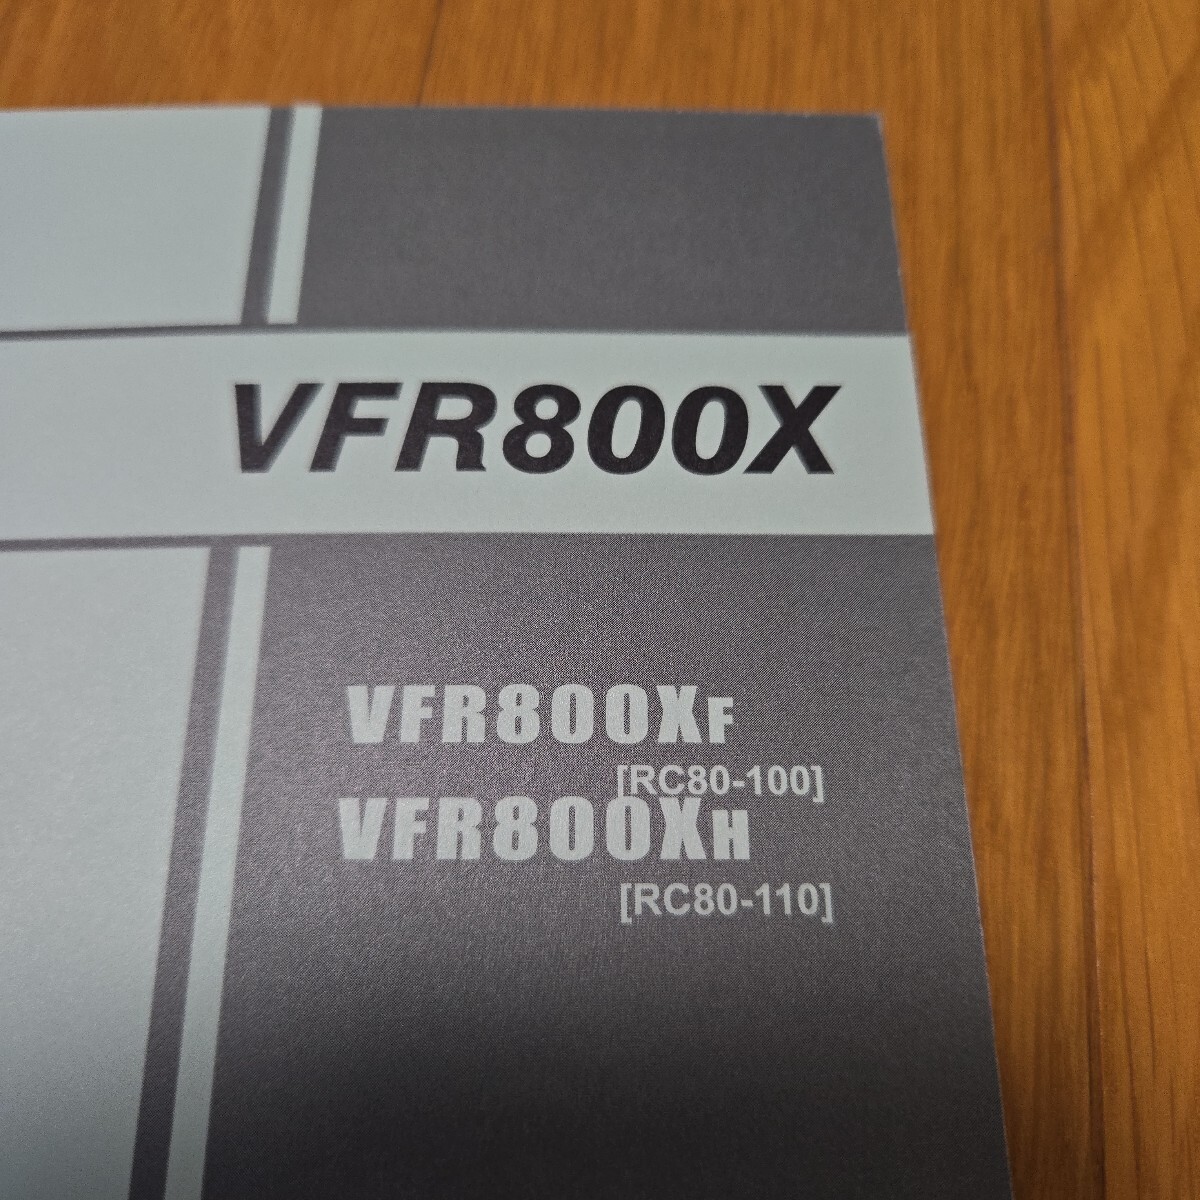 VFR800X
VFR800XF
[RC80-100]
VFR800XH
[RC80-110]